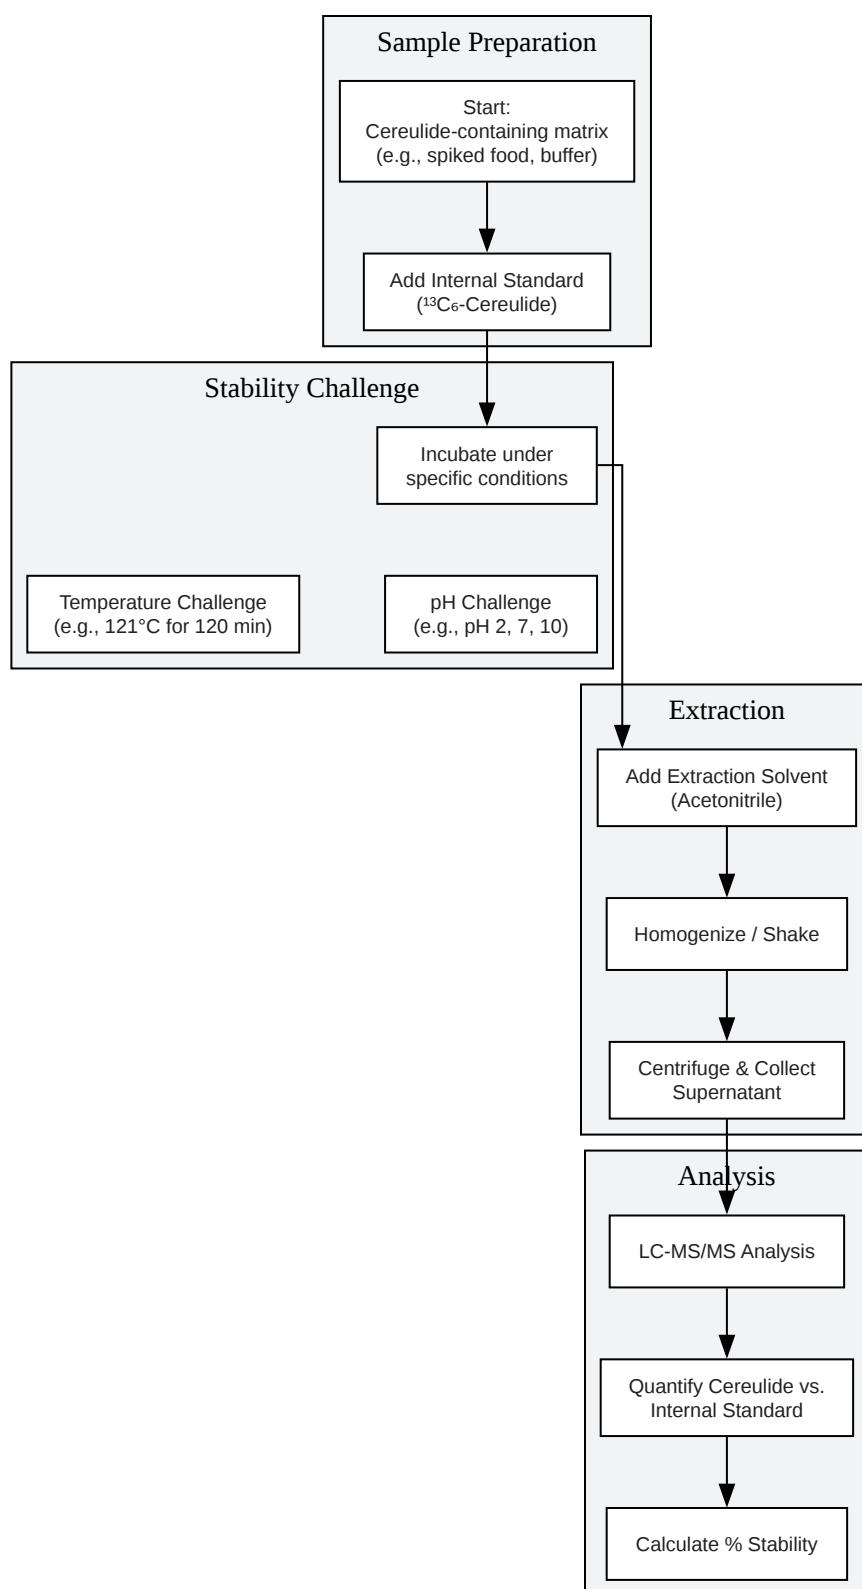 Sample Preparation
Start:
Cereulide-containing matrix
(e.g., spiked food, buffer)
Add Internal Standard
(¹³C₆-Cereulide)
Stability Challenge
Incubate under
specific conditions
Temperature Challenge
(e.g., 121°C for 120 min)
pH Challenge
(e.g., pH 2, 7, 10)
Extraction
Add Extraction Solvent
(Acetonitrile)
Homogenize / Shake
Centrifuge & Collect
Supernatant
Analysis
LC-MS/MS Analysis
Quantify Cereulide vs.
Internal Standard
Calculate % Stability